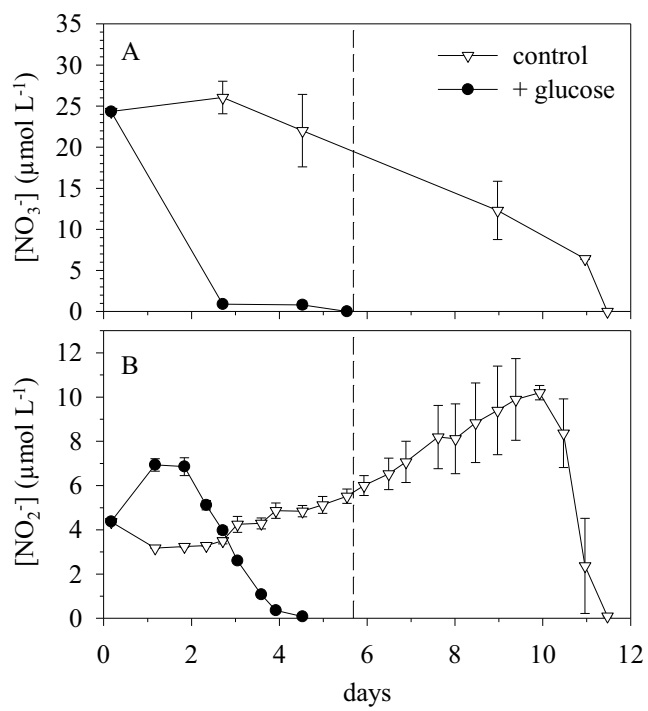 A
control
+ glucose
[NO₃⁻] (µmol L⁻¹)
35
30
25
20
15
10
5
0
B
[NO₂⁻] (µmol L⁻¹)
12
10
8
6
4
2
0
0 2 4 6 8 10 12
days